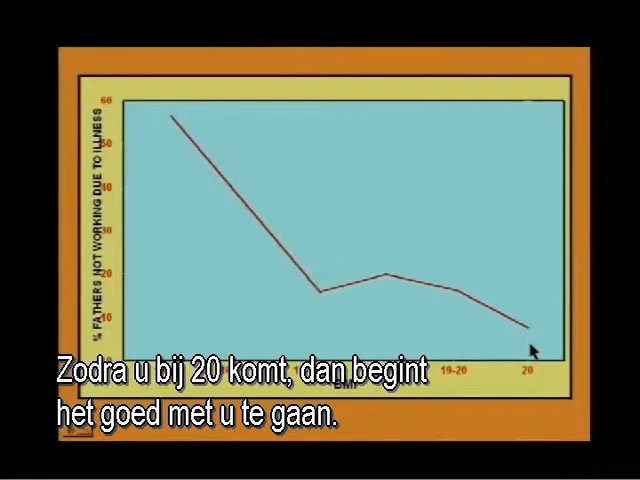 60
% FATHERS NOT WORKING DUE TO ILLNESS
50
40
30
20
10
19-20
20
BMI
Zodra u bij 20 komt, dan begint
het goed met u te gaan.